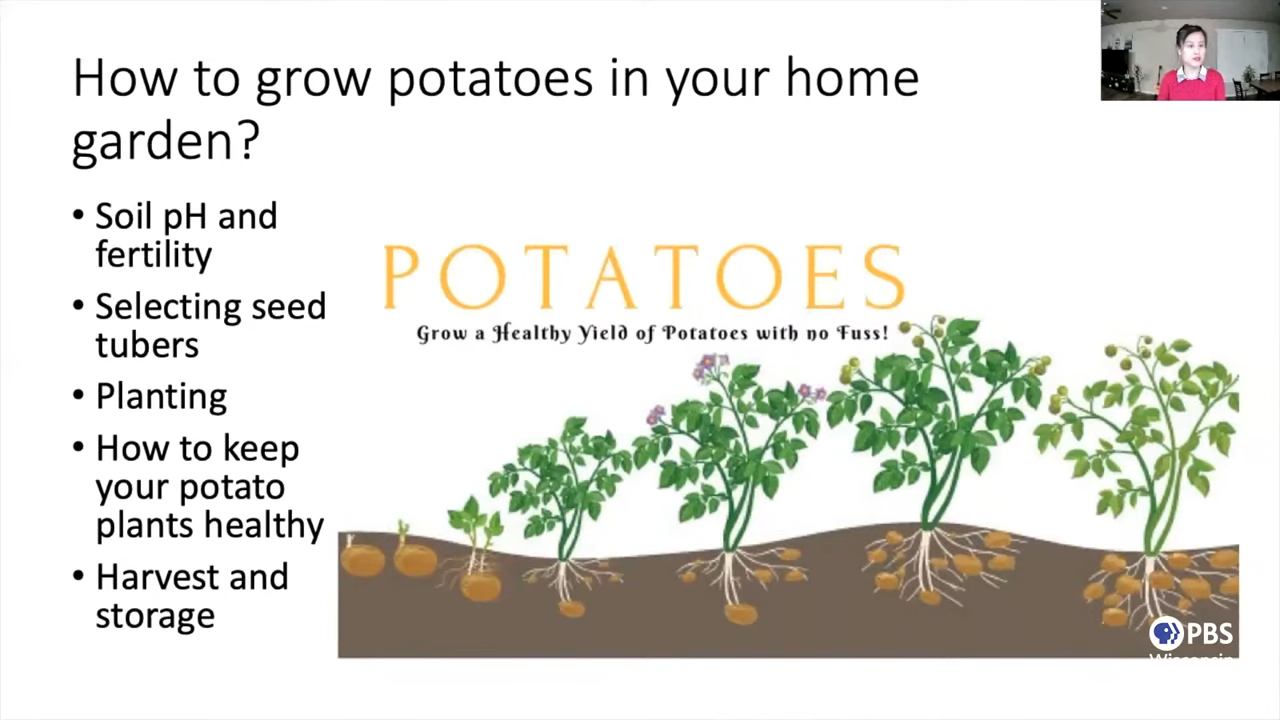 How to grow potatoes in your home
garden?
• Soil pH and
fertility
• Selecting seed
tubers
• Planting
• How to keep
your potato
plants healthy
• Harvest and
storage
POTATOES
Grow a Healthy Yield of Potatoes with no Fuss!
PBS
Wisconsin